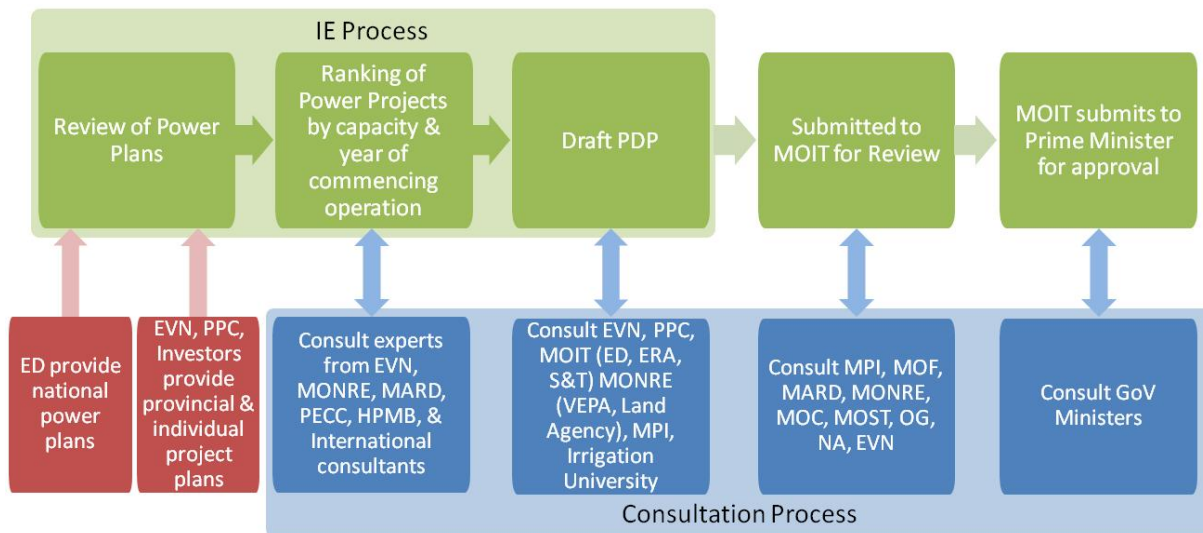 IE Process
Review of Power
Plans
Ranking of
Power Projects
by capacity &
year of
commencing
operation
Draft PDP
Submitted to
MOIT for Review
MOIT submits to
Prime Minister
for approval
ED provide
national
power
plans
EVN, PPC,
Investors
provide
provincial &
individual
project
plans
Consult experts
from EVN,
MONRE, MARD,
PECC, HPMB, &
International
consultants
Consult EVN, PPC,
MOIT (ED, ERA,
S&T) MONRE
(VEPA, Land
Agency), MPI,
Irrigation
University
Consult MPI, MOF,
MARD, MONRE,
MOC, MOST, OG,
NA, EVN
Consult GoV
Ministers
Consultation Process